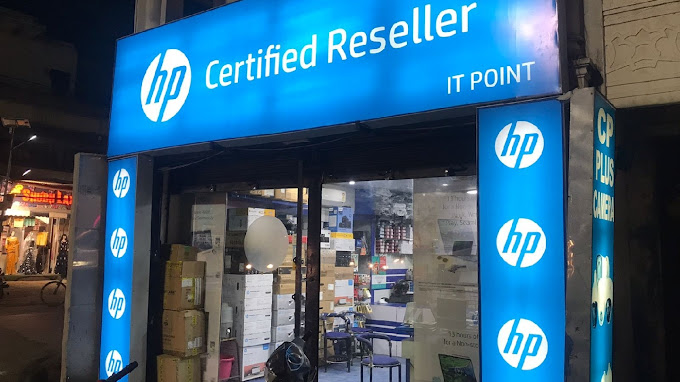 hp Certified Reseller
IT POINT
hp
hp
hp
hp
hp
hp
hp
CP
PLUS
CAMERA